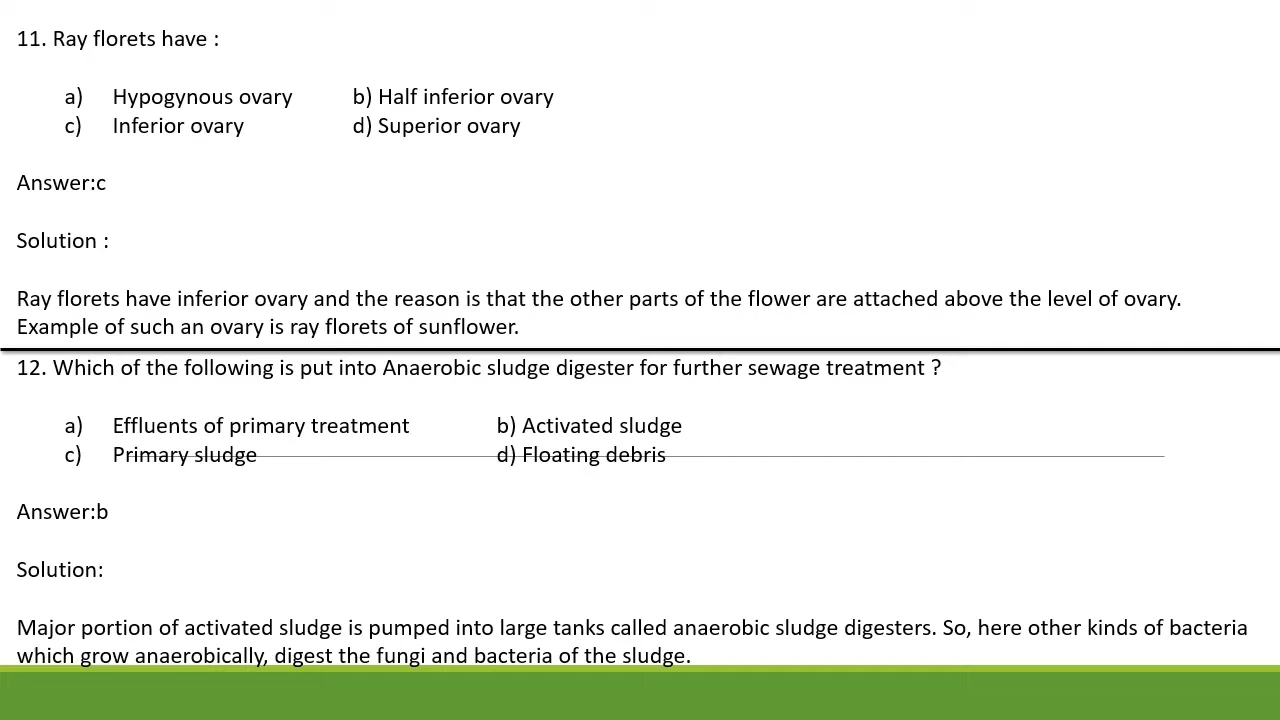 11. Ray florets have :
a) Hypogynous ovary b) Half inferior ovary
c) Inferior ovary d) Superior ovary
Answer:c
Solution :
Ray florets have inferior ovary and the reason is that the other parts of the flower are attached above the level of ovary.
Example of such an ovary is ray florets of sunflower.
12. Which of the following is put into Anaerobic sludge digester for further sewage treatment ?
a) Effluents of primary treatment b) Activated sludge
c) Primary sludge d) Floating debris
Answer:b
Solution:
Major portion of activated sludge is pumped into large tanks called anaerobic sludge digesters. So, here other kinds of bacteria
which grow anaerobically, digest the fungi and bacteria of the sludge.